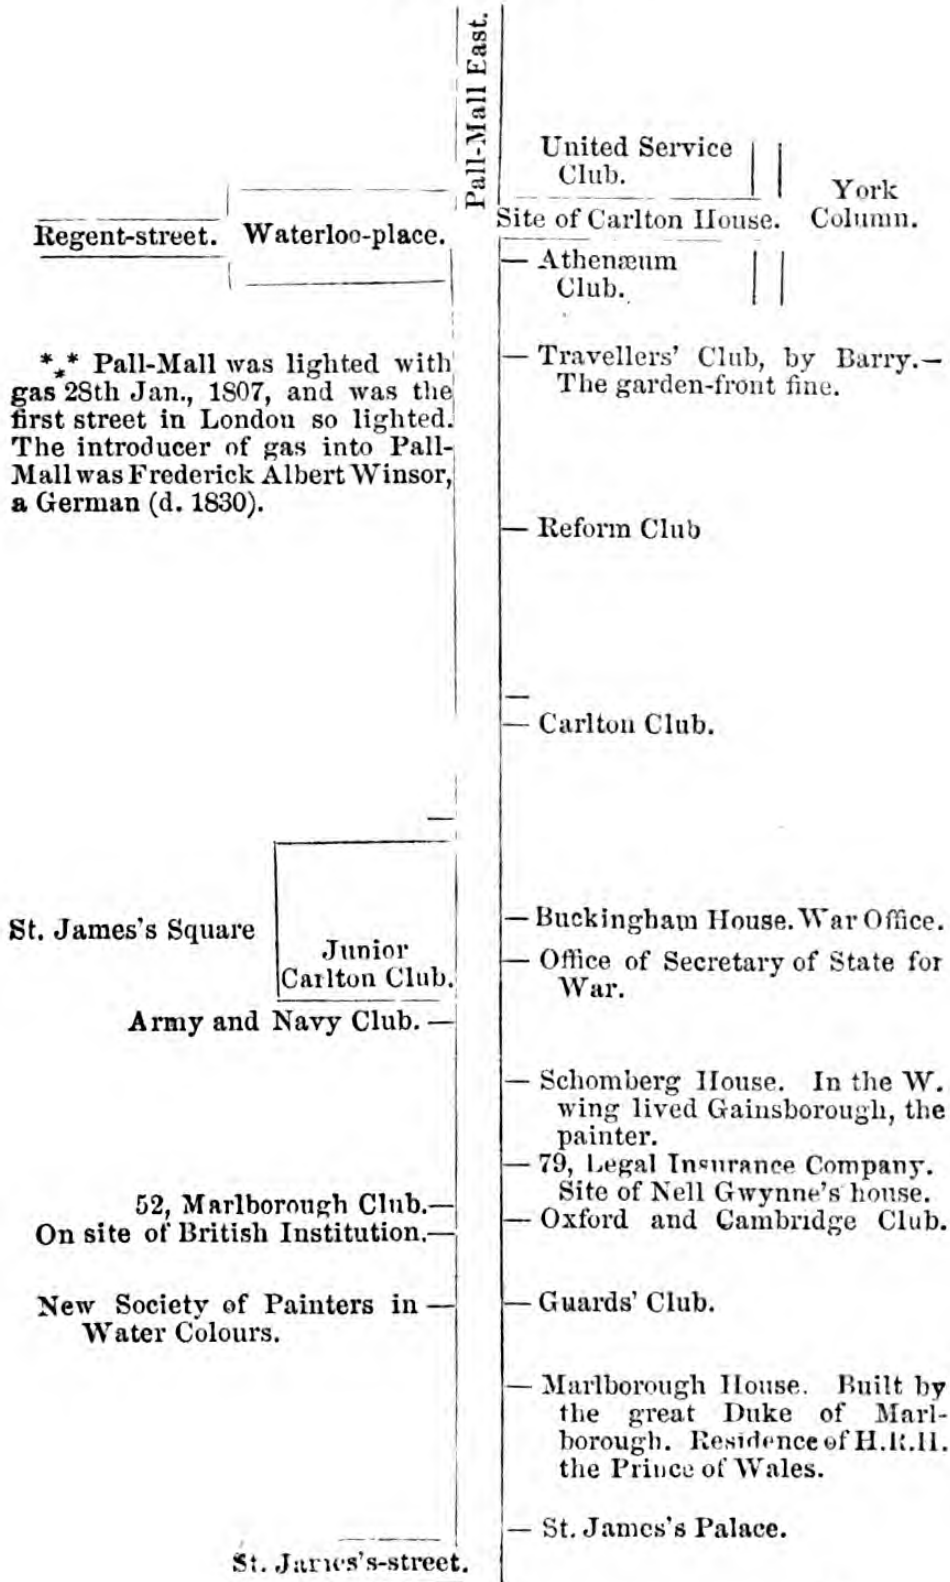 Pall-Mall East.
United Service
Club.
York
Column.
Site of Carlton House.
Regent-street.
Waterloo-place.
Athenæum
Club.
*⁎* Pall-Mall was lighted with
gas 28th Jan., 1807, and was the
first street in London so lighted.
The introducer of gas into Pall-
Mall was Frederick Albert Winsor,
a German (d. 1830).
Travellers' Club, by Barry.—
The garden-front fine.
Reform Club
Carlton Club.
St. James's Square
Junior
Carlton Club.
Army and Navy Club.
Buckingham House. War Office.
Office of Secretary of State for
War.
Schomberg House. In the W.
wing lived Gainsborough, the
painter.
79, Legal Insurance Company.
Site of Nell Gwynne's house.
52, Marlborough Club.
On site of British Institution.
Oxford and Cambridge Club.
New Society of Painters in
Water Colours.
Guards' Club.
Marlborough House. Built by
the great Duke of Marl-
borough. Residence of H.R.H.
the Prince of Wales.
St. James's Palace.
St. James's-street.